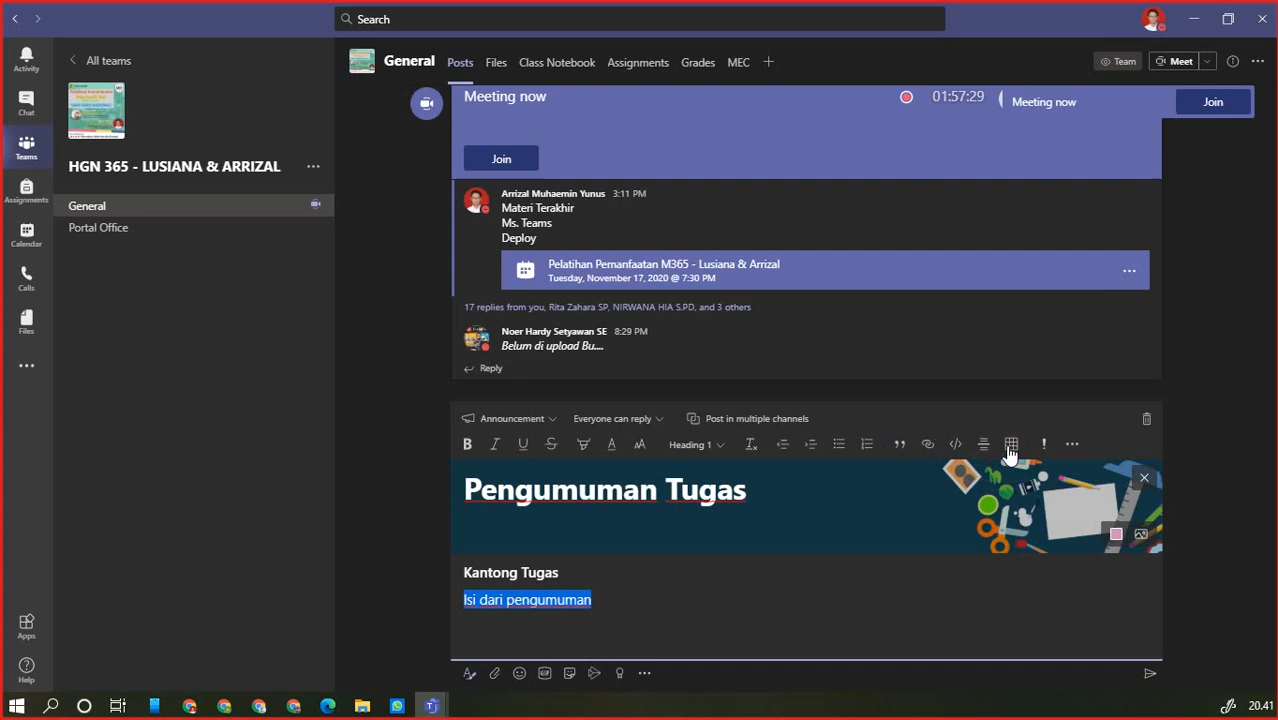 Search
Activity
Chat
Teams
Assignments
Calendar
Calls
Files
Apps
Help
All teams
HGN 365 - LUSIANA & ARRIZAL
General
Portal Office
General
Posts
Files
Class Notebook
Assignments
Grades
MEC
Team
Meet
Meeting now
01:57:29
Meeting now
Join
Join
Arrizal Muhaemin Yunus 3:11 PM
Materi Terakhir
Ms. Teams
Deploy
Pelatihan Pemanfaatan M365 - Lusiana & Arrizal
Tuesday, November 17, 2020 @ 7:30 PM
17 replies from you, Rita Zahara SP, NIRWANA HIA S.PD, and 3 others
Noer Hardy Setyawan SE 8:29 PM
Belum di upload Bu....
Reply
Announcement
Everyone can reply
Post in multiple channels
Heading 1
Pengumuman Tugas
Kantong Tugas
Isi dari pengumuman
20.41